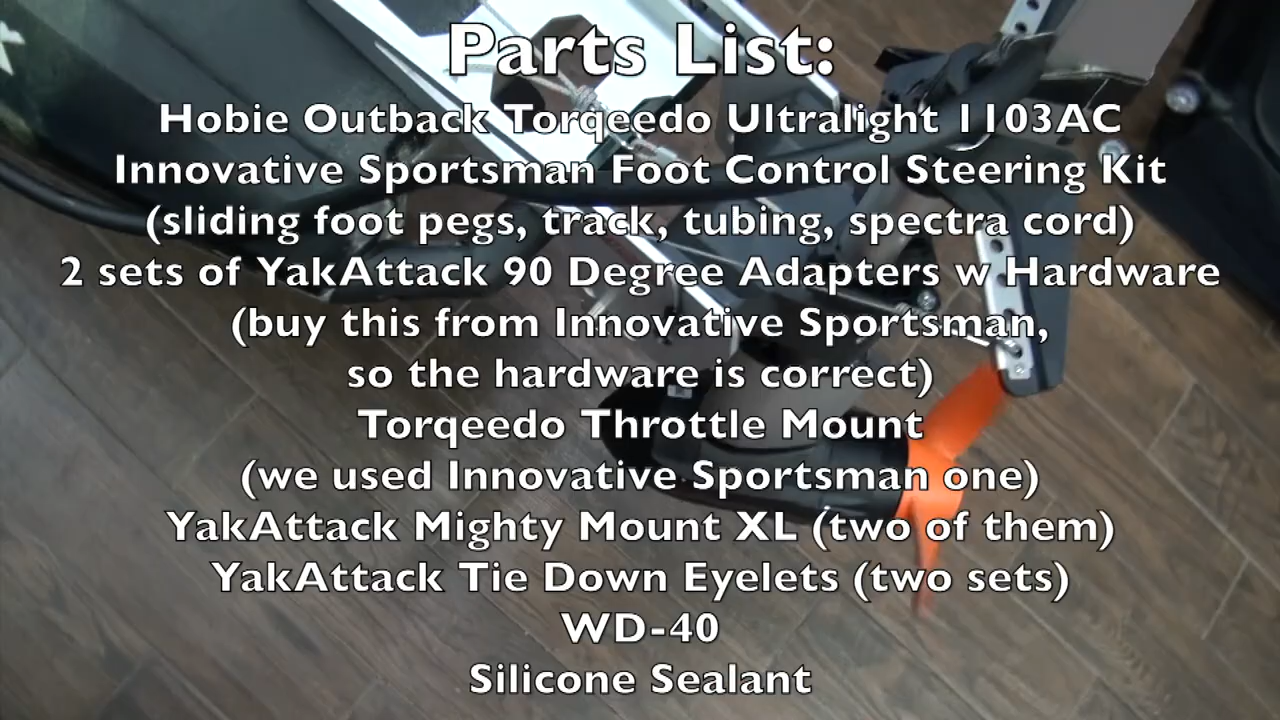 Parts List:
Hobie Outback Torqeedo Ultralight 1103AC
Innovative Sportsman Foot Control Steering Kit
(sliding foot pegs, track, tubing, spectra cord)
2 sets of YakAttack 90 Degree Adapters w Hardware
(buy this from Innovative Sportsman,
so the hardware is correct)
Torqeedo Throttle Mount
(we used Innovative Sportsman one)
YakAttack Mighty Mount XL (two of them)
YakAttack Tie Down Eyelets (two sets)
WD-40
Silicone Sealant